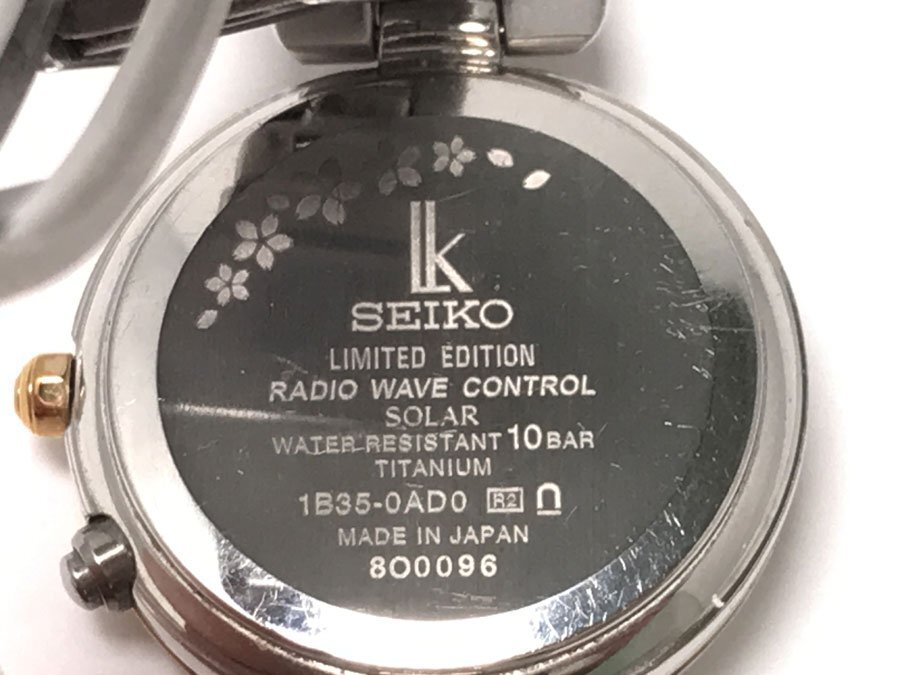 LK
SEIKO
LIMITED EDITION
RADIO WAVE CONTROL
SOLAR
WATER RESISTANT 10 BAR
TITANIUM
1B35-0AD0 R2
MADE IN JAPAN
800096